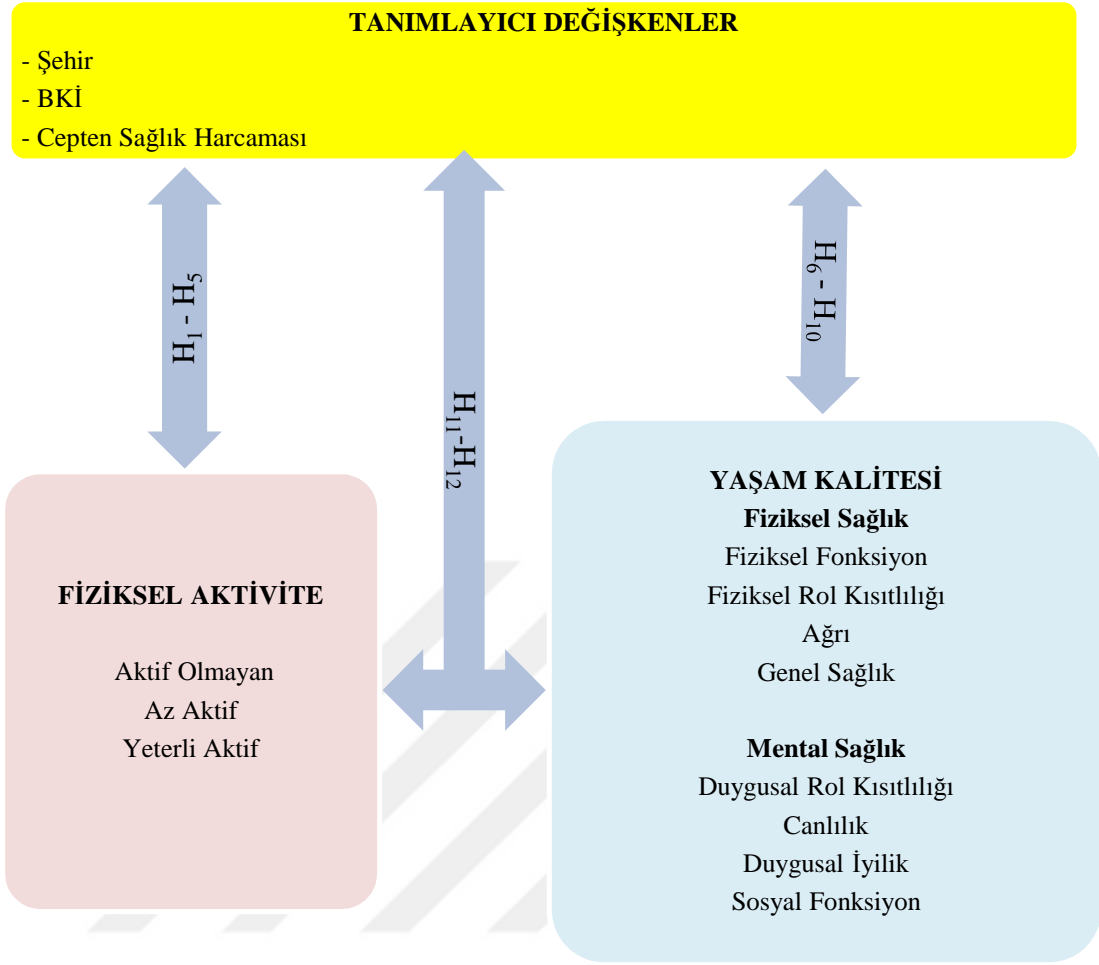 TANIMLAYICI DEĞİŞKENLER
- Şehir
- BKİ
- Cepten Sağlık Harcaması
H₁ - H₅
H₁₁-H₁₂
H₆ - H₁₀
FİZİKSEL AKTİVİTE
Aktif Olmayan
Az Aktif
Yeterli Aktif
YAŞAM KALİTESİ
Fiziksel Sağlık
Fiziksel Fonksiyon
Fiziksel Rol Kısıtlılığı
Ağrı
Genel Sağlık
Mental Sağlık
Duygusal Rol Kısıtlılığı
Canlılık
Duygusal İyilik
Sosyal Fonksiyon